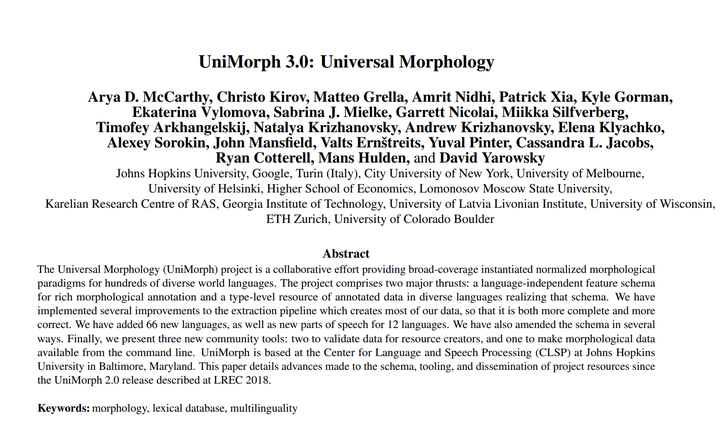 UniMorph 3.0: Universal Morphology
Arya D. McCarthy, Christo Kirov, Matteo Grella, Amrit Nidhi, Patrick Xia, Kyle Gorman,
Ekaterina Vylomova, Sabrina J. Mielke, Garrett Nicolai, Miikka Silfverberg,
Timofey Arkhangelskij, Natalya Krizhanovsky, Andrew Krizhanovsky, Elena Klyachko,
Alexey Sorokin, John Mansfield, Valts Ernštreits, Yuval Pinter, Cassandra L. Jacobs,
Ryan Cotterell, Mans Hulden, and David Yarowsky
Johns Hopkins University, Google, Turin (Italy), City University of New York, University of Melbourne,
University of Helsinki, Higher School of Economics, Lomonosov Moscow State University,
Karelian Research Centre of RAS, Georgia Institute of Technology, University of Latvia Livonian Institute, University of Wisconsin,
ETH Zurich, University of Colorado Boulder
Abstract
The Universal Morphology (UniMorph) project is a collaborative effort providing broad-coverage instantiated normalized morphological
paradigms for hundreds of diverse world languages. The project comprises two major thrusts: a language-independent feature schema
for rich morphological annotation and a type-level resource of annotated data in diverse languages realizing that schema. We have
implemented several improvements to the extraction pipeline which creates most of our data, so that it is both more complete and more
correct. We have added 66 new languages, as well as new parts of speech for 12 languages. We have also amended the schema in several
ways. Finally, we present three new community tools: two to validate data for resource creators, and one to make morphological data
available from the command line. UniMorph is based at the Center for Language and Speech Processing (CLSP) at Johns Hopkins
University in Baltimore, Maryland. This paper details advances made to the schema, tooling, and dissemination of project resources since
the UniMorph 2.0 release described at LREC 2018.
Keywords: morphology, lexical database, multilinguality